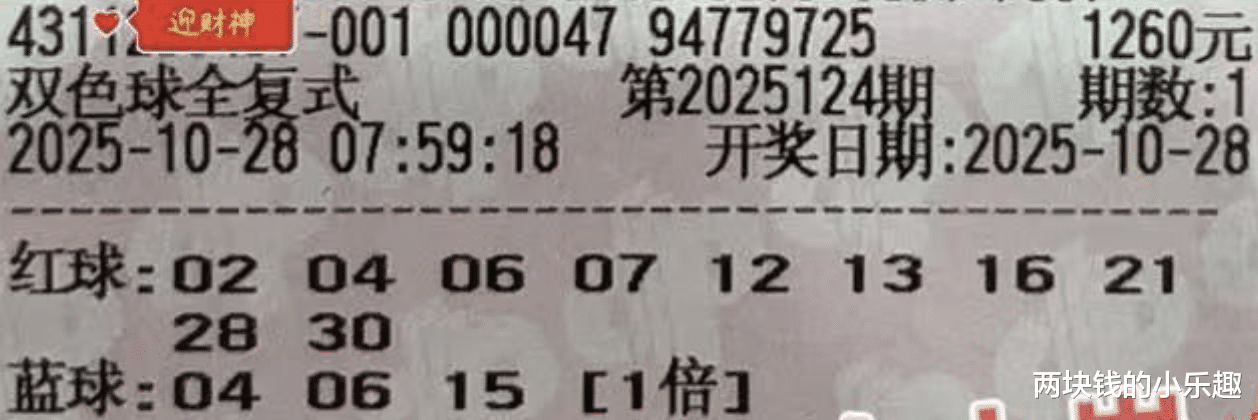 迎财神
43112 -001 000047 94779725 1260元
双色球全复式 第2025124期 期数:1
2025-10-28 07:59:18 开奖日期:2025-10-28
红球: 02 04 06 07 12 13 16 21
28 30
蓝球: 04 06 15 [1倍]
两块钱的小乐趣